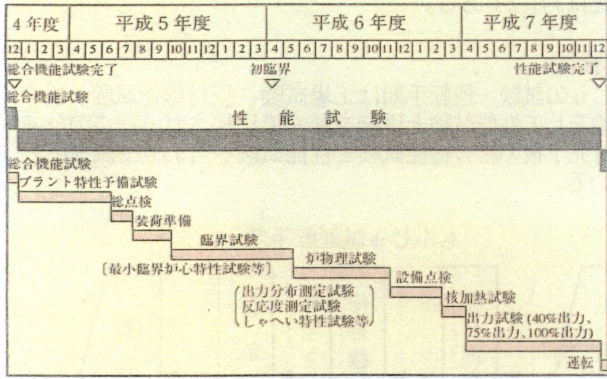 4年度 平成5年度 平成6年度 平成7年度
12 1 2 3 4 5 6 7 8 9 10 11 12 1 2 3 4 5 6 7 8 9 10 11 12 1 2 3 4 5 6 7 8 9 10 11 12
総合機能試験完了 初臨界 性能試験完了
総合機能試験
性能試験
総合機能試験
プラント特性予備試験
総点検
装荷準備
臨界試験
〔最小臨界炉心特性試験等〕
炉物理試験
(出力分布測定試験
反応度測定試験
しゃへい特性試験等)
設備点検
核加熱試験
出力試験(40%出力、
75%出力、100%出力)
運転